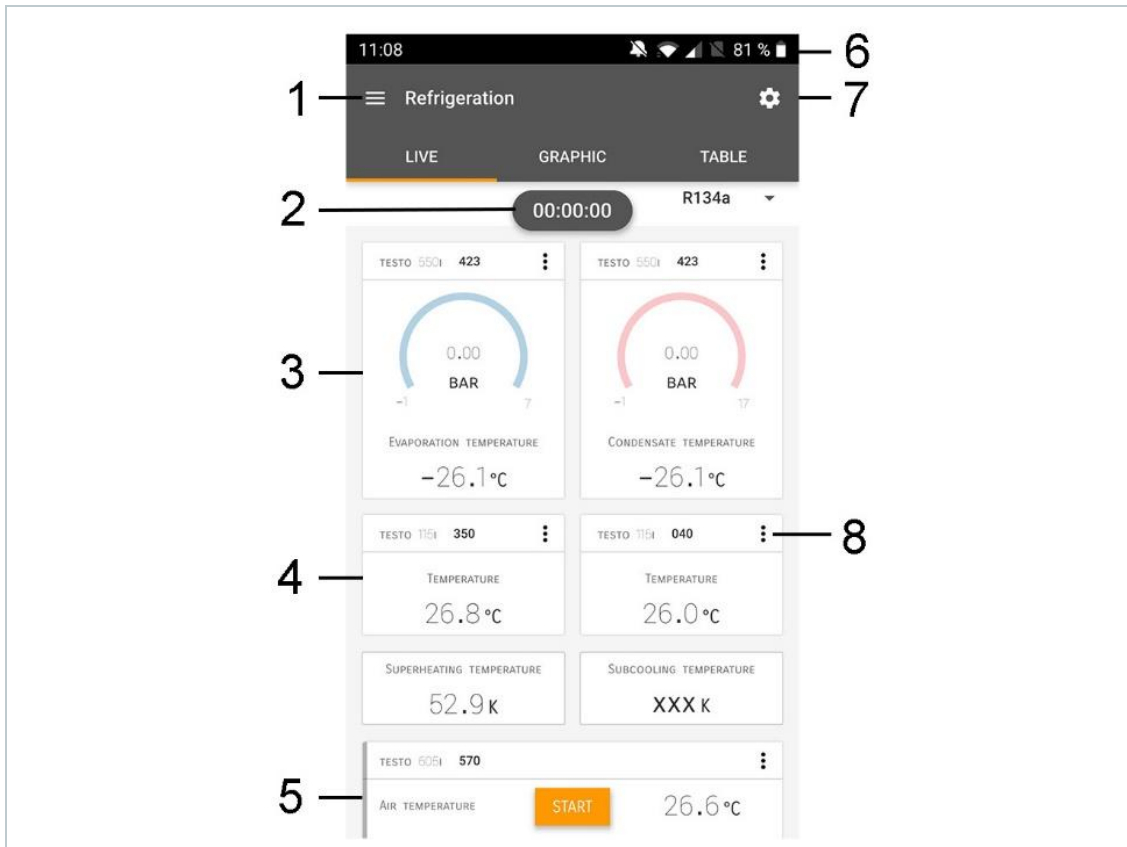 11:08 81 % 6
1 Refrigeration 7
LIVE GRAPHIC TABLE
2 00:00:00 R134a
TESTO 550I 423 TESTO 550I 423
3 0.00 0.00
BAR BAR
-1 7 -1 17
EVAPORATION TEMPERATURE CONDENSATE TEMPERATURE
-26.1°C -26.1°C
TESTO 115I 350 TESTO 115I 040 8
4 TEMPERATURE TEMPERATURE
26.8°C 26.0°C
SUPERHEATING TEMPERATURE SUBCOOLING TEMPERATURE
52.9 K XXX K
TESTO 605I 570
5 AIR TEMPERATURE START 26.6°C